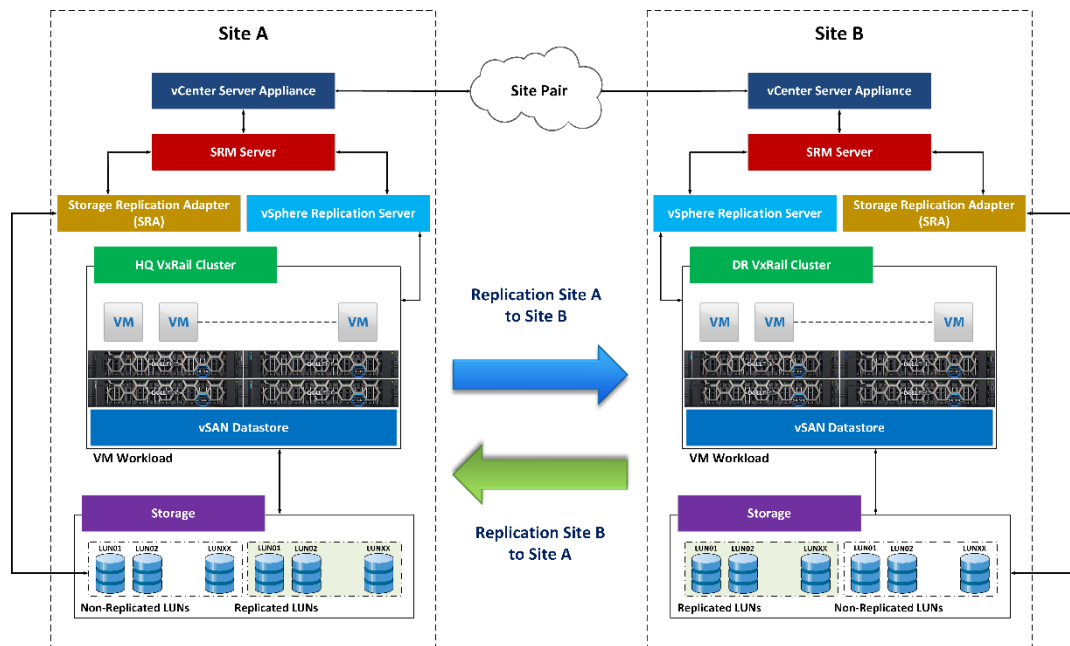 Site A
vCenter Server Appliance
SRM Server
Storage Replication Adapter
(SRA)
vSphere Replication Server
HQ VxRail Cluster
VM
VM
VM
vSAN Datastore
VM Workload
Storage
LUN01
LUN02
LUNXX
LUN01
LUN02
LUNXX
Non-Replicated LUNs
Replicated LUNs
Site Pair
Replication Site A
to Site B
Replication Site B
to Site A
Site B
vCenter Server Appliance
SRM Server
vSphere Replication Server
Storage Replication Adapter
(SRA)
DR VxRail Cluster
VM
VM
VM
vSAN Datastore
VM Workload
Storage
LUN01
LUN02
LUNXX
LUN01
LUN02
LUNXX
Replicated LUNs
Non-Replicated LUNs